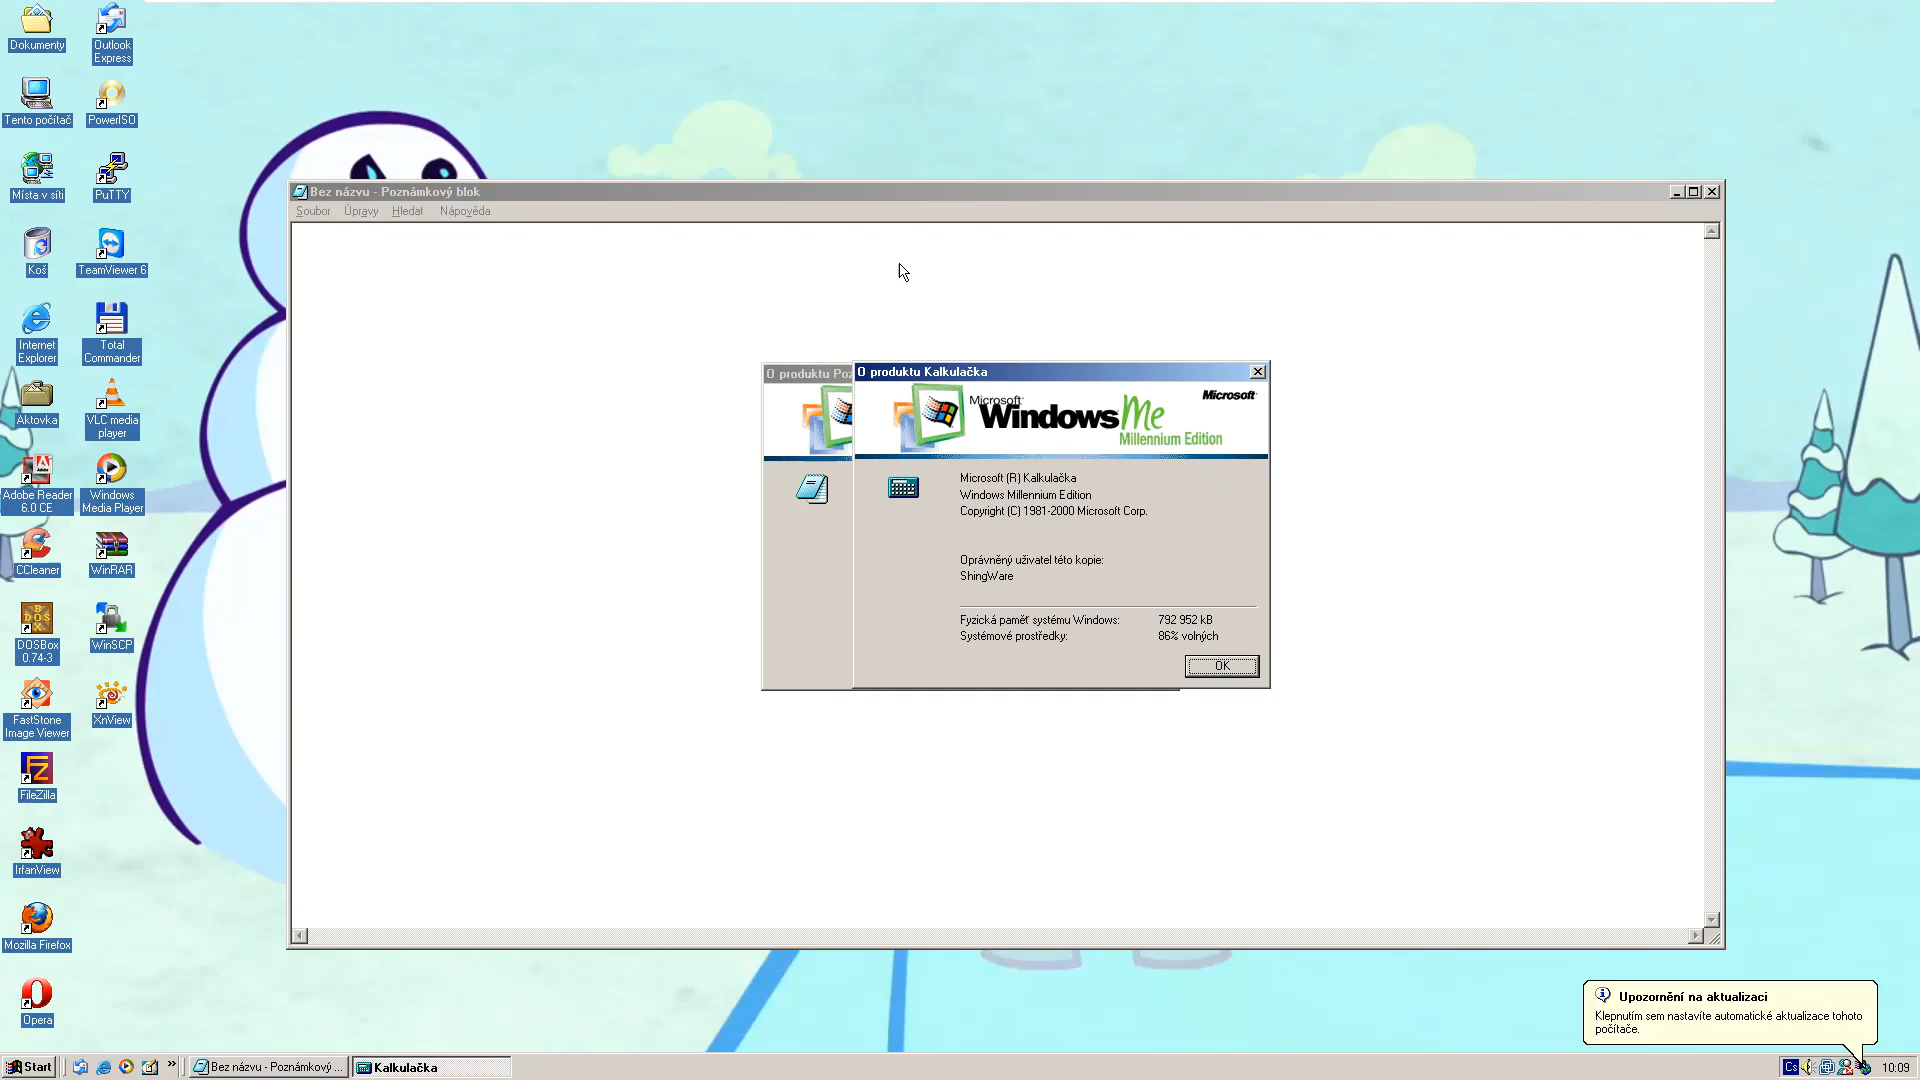 Dokumenty
Outlook
Express
Tento počítač
PowerISO
Místa v síti
PuTTY
Koš
TeamViewer 6
Internet
Explorer
Total
Commander
Aktovka
VLC media
player
Adobe Reader
6.0 CE
Windows
Media Player
CCleaner
WinRAR
DOSBox
0.74-3
WinSCP
FastStone
Image Viewer
XnView
FileZilla
IrfanView
Mozilla Firefox
Opera
Bez názvu - Poznámkový blok
Soubor Úpravy Hledat Nápověda
O produktu Poz
O produktu Kalkulačka
Microsoft
Microsoft
Windows Me
Millennium Edition
Microsoft (R) Kalkulačka
Windows Millennium Edition
Copyright (C) 1981-2000 Microsoft Corp.
Oprávněný uživatel této kopie:
ShingWare
Fyzická paměť systému Windows: 792 952 kB
Systémové prostředky: 86% volných
OK
Upozornění na aktualizaci
Klepnutím sem nastavíte automatické aktualizace tohoto
počítače.
Start
Bez názvu - Poznámkový ...
Kalkulačka
Cs
10:09